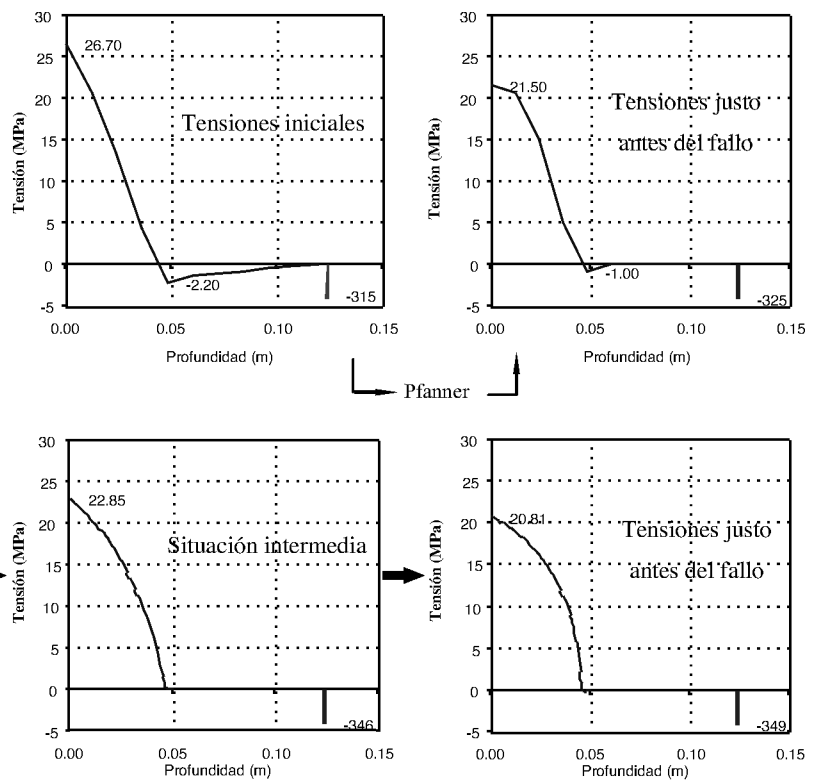 30
25
20
15
10
5
0
-5
Tensión (MPa)
26.70
Tensiones iniciales
-2.20
-315
0.00 0.05 0.10 0.15
Profundidad (m)
30
25
20
15
10
5
0
-5
Tensión (MPa)
21.50
Tensiones justo
antes del fallo
-1.00
-325
0.00 0.05 0.10 0.15
Profundidad (m)
Pfanner
30
25
20
15
10
5
0
-5
Tensión (MPa)
22.85
Situación intermedia
-346
0.00 0.05 0.10 0.15
Profundidad (m)
30
25
20
15
10
5
0
-5
Tensión (MPa)
20.81
Tensiones justo
antes del fallo
-349
0.00 0.05 0.10 0.15
Profundidad (m)